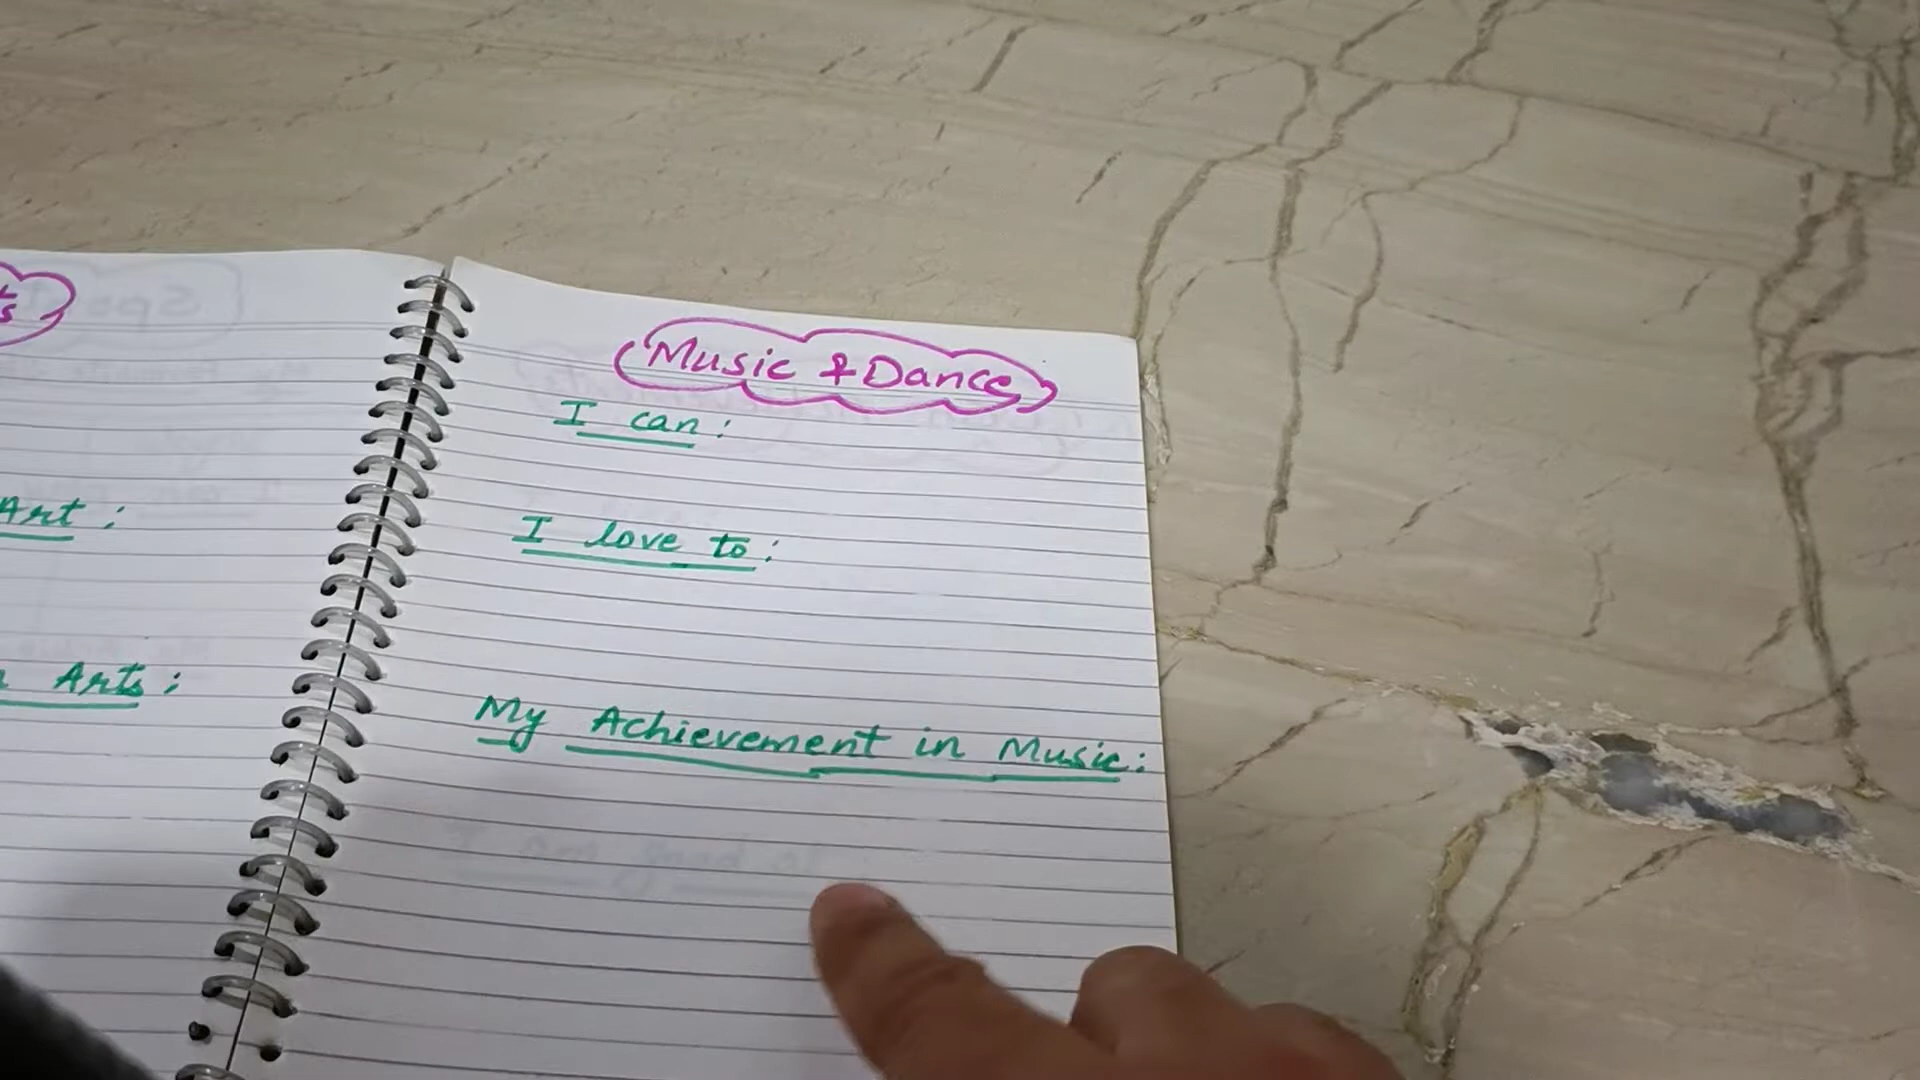 Art:
Arts:
Music & Dance
I can:
I love to:
My Achievement in Music: